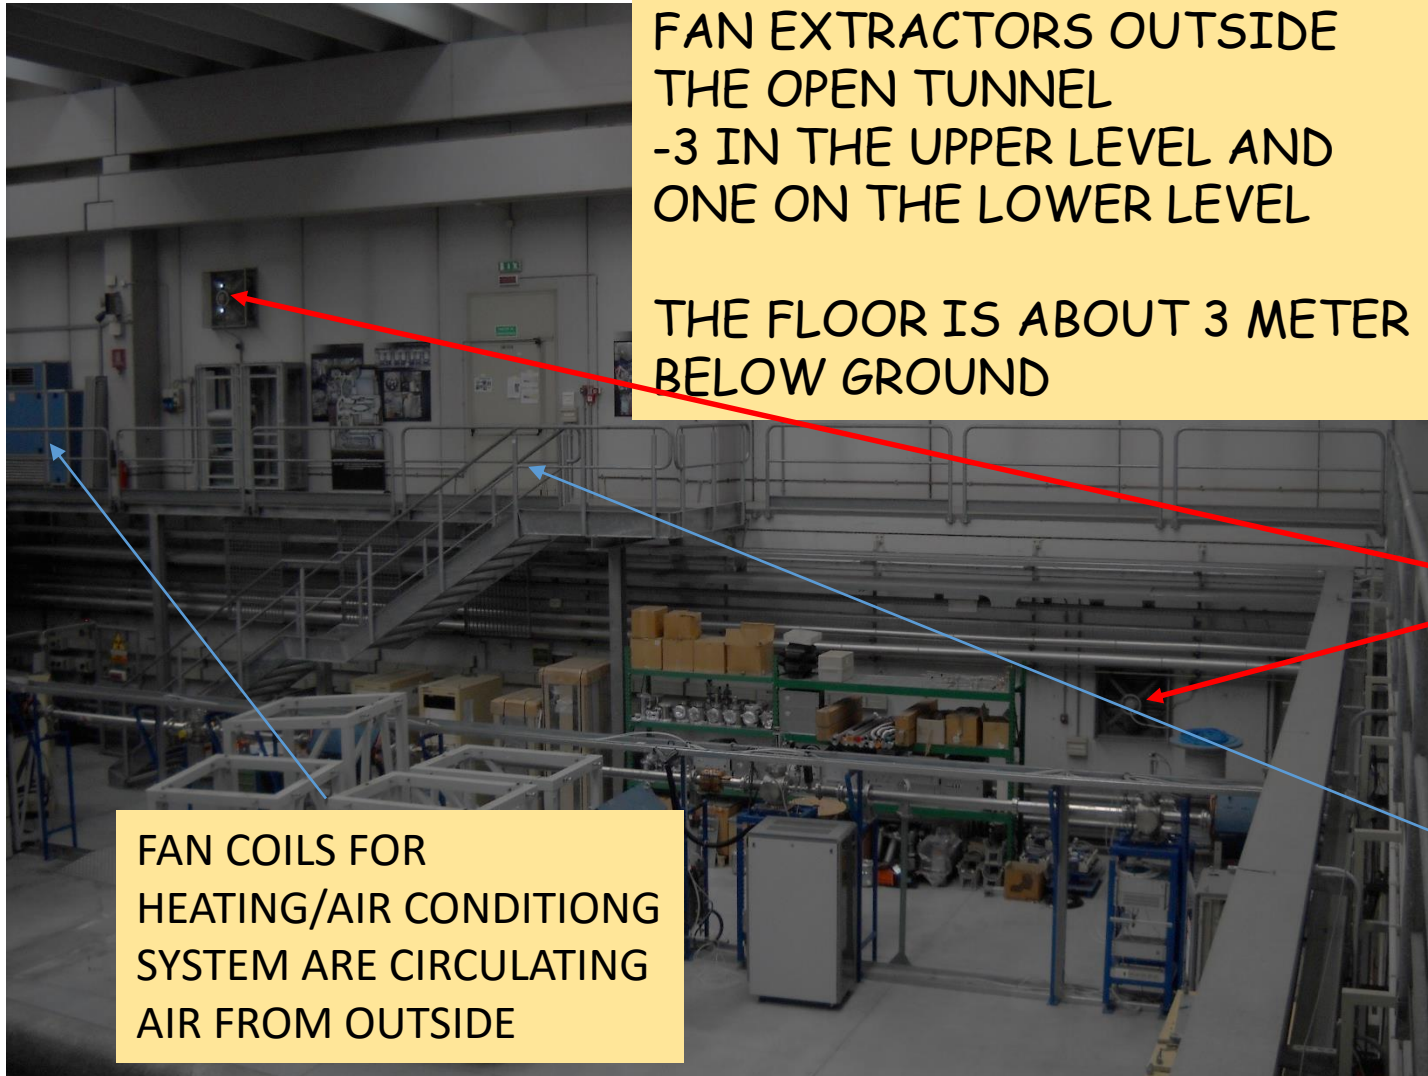 FAN EXTRACTORS OUTSIDE
THE OPEN TUNNEL
-3 IN THE UPPER LEVEL AND
ONE ON THE LOWER LEVEL
THE FLOOR IS ABOUT 3 METER
BELOW GROUND
FAN COILS FOR
HEATING/AIR CONDITIONG
SYSTEM ARE CIRCULATING
AIR FROM OUTSIDE